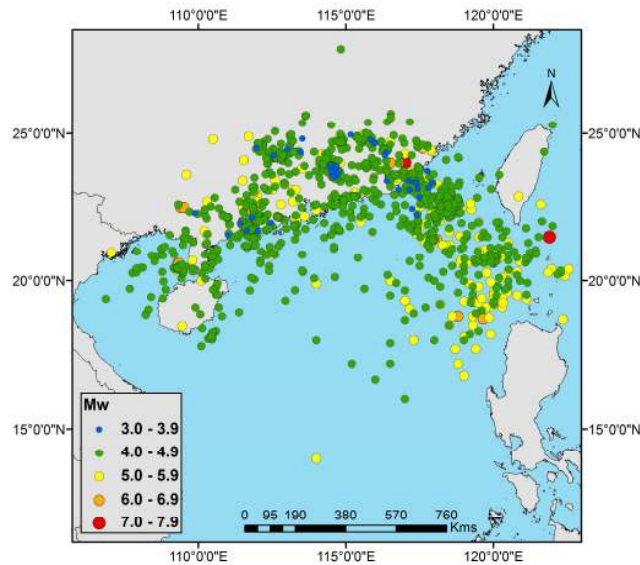 110°0'0"E 115°0'0"E 120°0'0"E
N
25°0'0"N 25°0'0"N
20°0'0"N 20°0'0"N
15°0'0"N 15°0'0"N
Mw
3.0 - 3.9
4.0 - 4.9
5.0 - 5.9
6.0 - 6.9
7.0 - 7.9
0 95 190 380 570 760
Kms
110°0'0"E 115°0'0"E 120°0'0"E